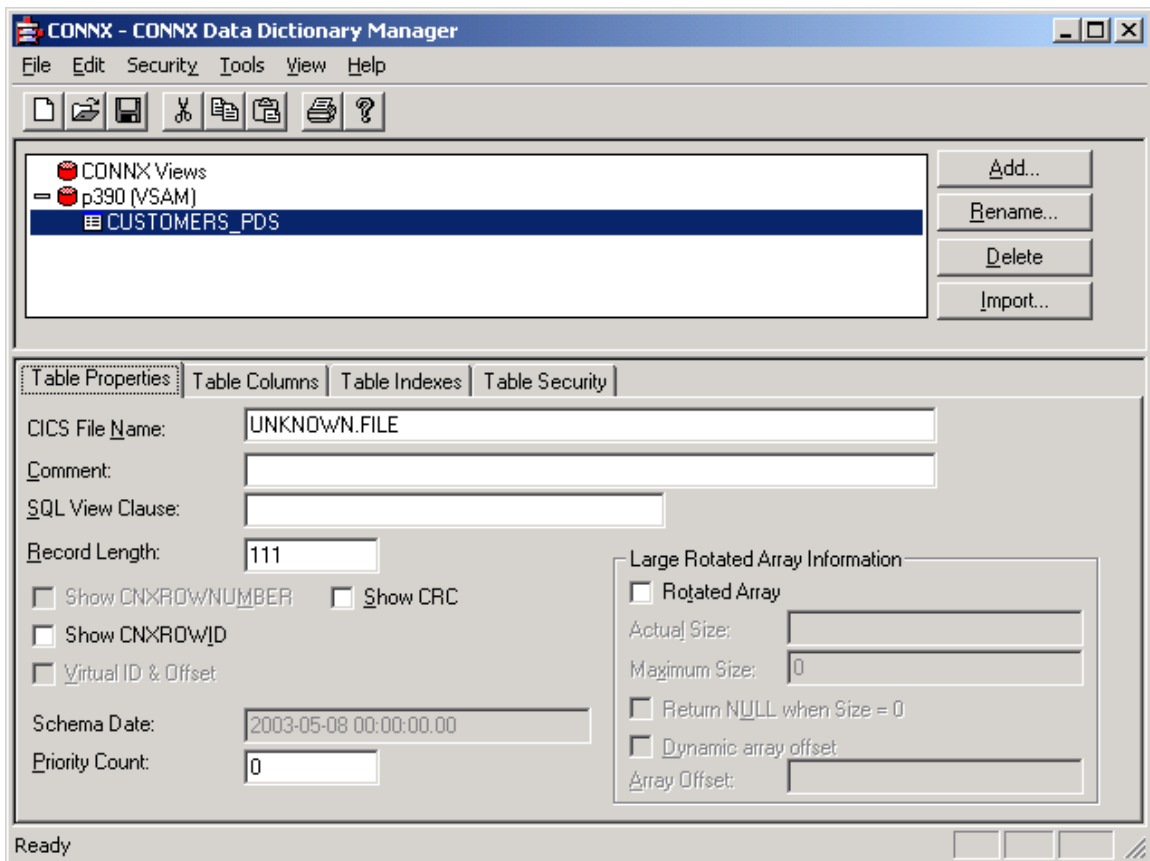 CONNX - CONNX Data Dictionary Manager
File Edit Security Tools View Help
CONNX Views
p390 (VSAM)
CUSTOMERS_PDS
Add...
Rename...
Delete
Import...
Table Properties Table Columns Table Indexes Table Security
CICS File Name: UNKNOWN.FILE
Comment:
SQL View Clause:
Record Length: 111
Show CNXROWNUMBER Show CRC
Show CNXROWID
Virtual ID & Offset
Schema Date: 2003-05-08 00:00:00.00
Priority Count: 0
Large Rotated Array Information
Rotated Array
Actual Size:
Maximum Size: 0
Return NULL when Size = 0
Dynamic array offset
Array Offset:
Ready